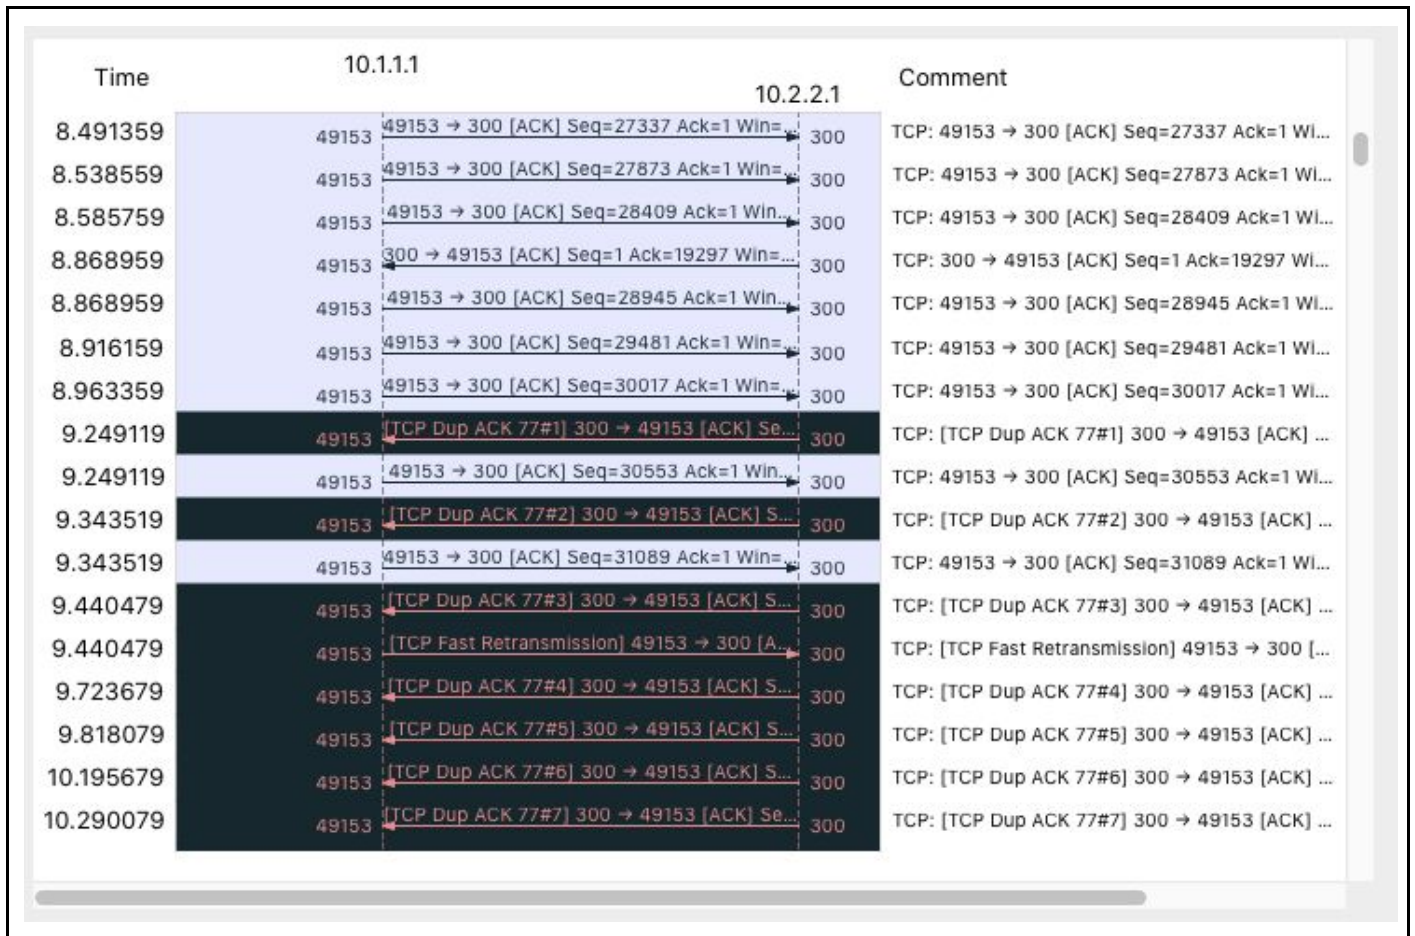 Time 10.1.1.1 10.2.2.1 Comment
8.491359 49153 49153 → 300 [ACK] Seq=27337 Ack=1 Win=... 300 TCP: 49153 → 300 [ACK] Seq=27337 Ack=1 Wi...
8.538559 49153 49153 → 300 [ACK] Seq=27873 Ack=1 Win=... 300 TCP: 49153 → 300 [ACK] Seq=27873 Ack=1 Wi...
8.585759 49153 49153 → 300 [ACK] Seq=28409 Ack=1 Win... 300 TCP: 49153 → 300 [ACK] Seq=28409 Ack=1 Wi...
8.868959 49153 300 → 49153 [ACK] Seq=1 Ack=19297 Win=... 300 TCP: 300 → 49153 [ACK] Seq=1 Ack=19297 Wi...
8.868959 49153 49153 → 300 [ACK] Seq=28945 Ack=1 Win... 300 TCP: 49153 → 300 [ACK] Seq=28945 Ack=1 Wi...
8.916159 49153 49153 → 300 [ACK] Seq=29481 Ack=1 Win=... 300 TCP: 49153 → 300 [ACK] Seq=29481 Ack=1 Wi...
8.963359 49153 49153 → 300 [ACK] Seq=30017 Ack=1 Win=... 300 TCP: 49153 → 300 [ACK] Seq=30017 Ack=1 Wi...
9.249119 49153 [TCP Dup ACK 77#1] 300 → 49153 [ACK] Se... 300 TCP: [TCP Dup ACK 77#1] 300 → 49153 [ACK] ...
9.249119 49153 49153 → 300 [ACK] Seq=30553 Ack=1 Win... 300 TCP: 49153 → 300 [ACK] Seq=30553 Ack=1 Wi...
9.343519 49153 [TCP Dup ACK 77#2] 300 → 49153 [ACK] S... 300 TCP: [TCP Dup ACK 77#2] 300 → 49153 [ACK] ...
9.343519 49153 49153 → 300 [ACK] Seq=31089 Ack=1 Win=... 300 TCP: 49153 → 300 [ACK] Seq=31089 Ack=1 Wi...
9.440479 49153 [TCP Dup ACK 77#3] 300 → 49153 [ACK] S... 300 TCP: [TCP Dup ACK 77#3] 300 → 49153 [ACK] ...
9.440479 49153 [TCP Fast Retransmission] 49153 → 300 [A... 300 TCP: [TCP Fast Retransmission] 49153 → 300 [...
9.723679 49153 [TCP Dup ACK 77#4] 300 → 49153 [ACK] S... 300 TCP: [TCP Dup ACK 77#4] 300 → 49153 [ACK] ...
9.818079 49153 [TCP Dup ACK 77#5] 300 → 49153 [ACK] S... 300 TCP: [TCP Dup ACK 77#5] 300 → 49153 [ACK] ...
10.195679 49153 [TCP Dup ACK 77#6] 300 → 49153 [ACK] S... 300 TCP: [TCP Dup ACK 77#6] 300 → 49153 [ACK] ...
10.290079 49153 [TCP Dup ACK 77#7] 300 → 49153 [ACK] Se... 300 TCP: [TCP Dup ACK 77#7] 300 → 49153 [ACK] ...